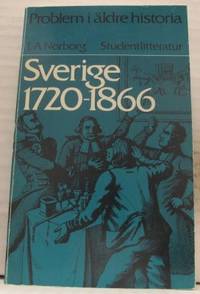 Problem i äldre historia
L A Norborg Studentlitteratur
Sverige
1720-1866